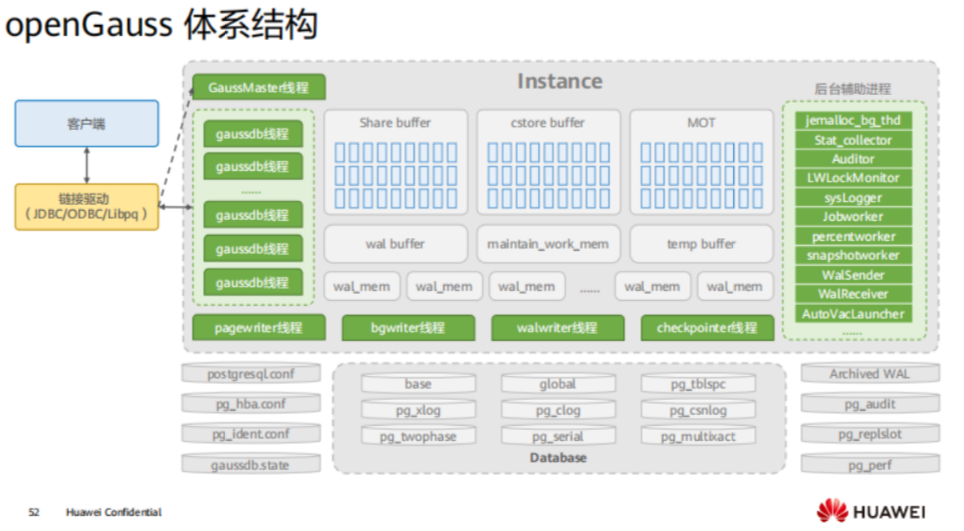 openGauss 体系结构
Instance
GaussMaster线程
后台辅助进程
客户端
链接驱动
（JDBC/ODBC/Libpq）
gaussdb线程
gaussdb线程
......
gaussdb线程
gaussdb线程
gaussdb线程
Share buffer
cstore buffer
MOT
wal buffer
maintain_work_mem
temp buffer
wal_mem
wal_mem
wal_mem
......
wal_mem
wal_mem
pagewriter线程
bgwriter线程
walwriter线程
checkpointer线程
jemalloc_bg_thd
Stat_collector
Auditor
LWLockMonitor
sysLogger
Jobworker
percentworker
snapshotworker
WalSender
WalReceiver
AutoVacLauncher
......
postgresql.conf
pg_hba.conf
pg_ident.conf
gaussdb.state
base
global
pg_tblspc
pg_xlog
pg_clog
pg_csnlog
pg_twophase
pg_serial
pg_multixact
Database
Archived WAL
pg_audit
pg_replslot
pg_perf
52
Huawei Confidential
HUAWEI